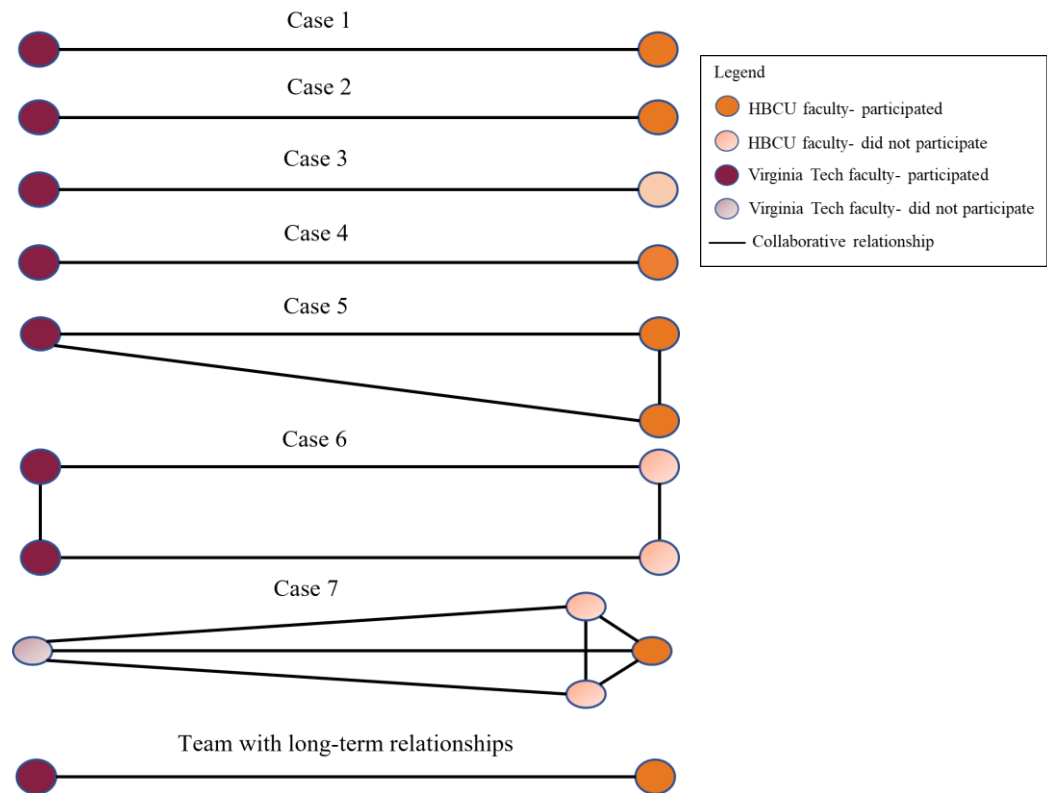 Case 1
Case 2
Case 3
Case 4
Case 5
Case 6
Case 7
Team with long-term relationships
Legend
HBCU faculty- participated
HBCU faculty- did not participate
Virginia Tech faculty- participated
Virginia Tech faculty- did not participate
Collaborative relationship